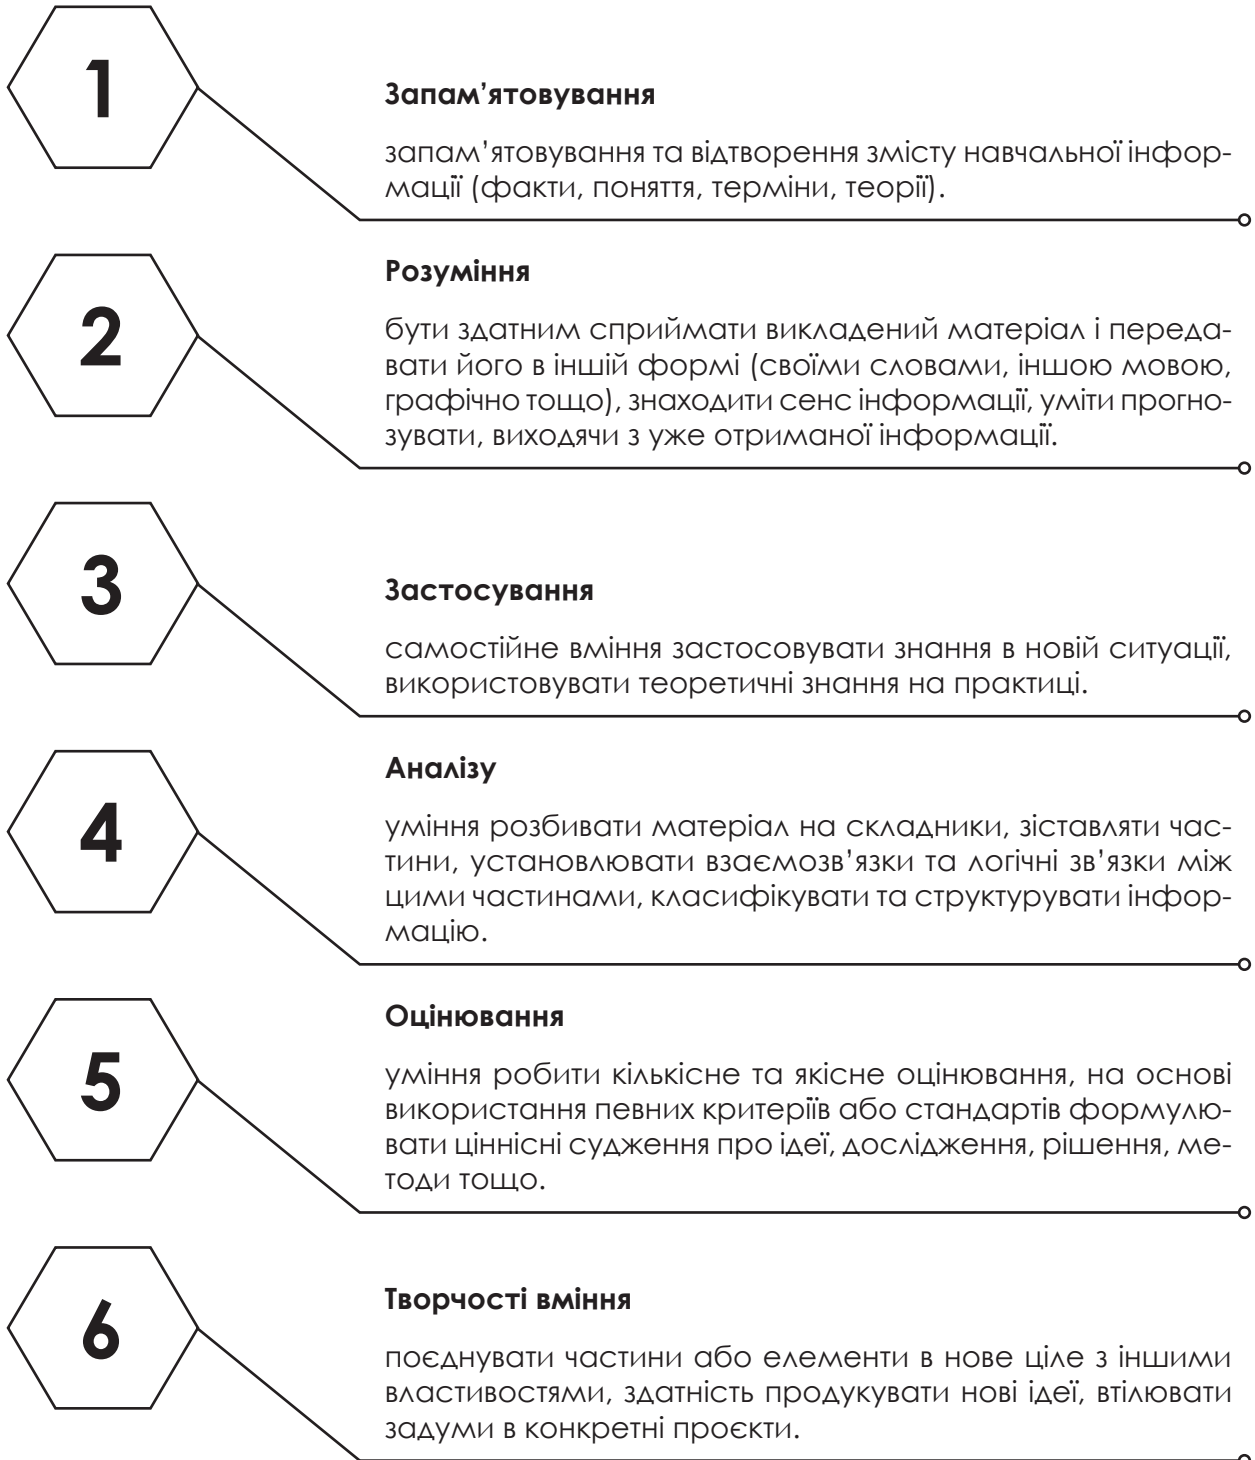 1
Запам’ятовування
запам’ятовування та відтворення змісту навчальної інфор-
мації (факти, поняття, терміни, теорії).
2
Розуміння
бути здатним сприймати викладений матеріал і переда-
вати його в іншій формі (своїми словами, іншою мовою,
графічно тощо), знаходити сенс інформації, уміти прогно-
зувати, виходячи з уже отриманої інформації.
3
Застосування
самостійне вміння застосовувати знання в новій ситуації,
використовувати теоретичні знання на практиці.
4
Аналізу
уміння розбивати матеріал на складники, зіставляти час-
тини, установлювати взаємозв’язки та логічні зв’язки між
цими частинами, класифікувати та структурувати інфор-
мацію.
5
Оцінювання
уміння робити кількісне та якісне оцінювання, на основі
використання певних критеріїв або стандартів формулю-
вати ціннісні судження про ідеї, дослідження, рішення, ме-
тоди тощо.
6
Творчості вміння
поєднувати частини або елементи в нове ціле з іншими
властивостями, здатність продукувати нові ідеї, втілювати
задуми в конкретні проєкти.